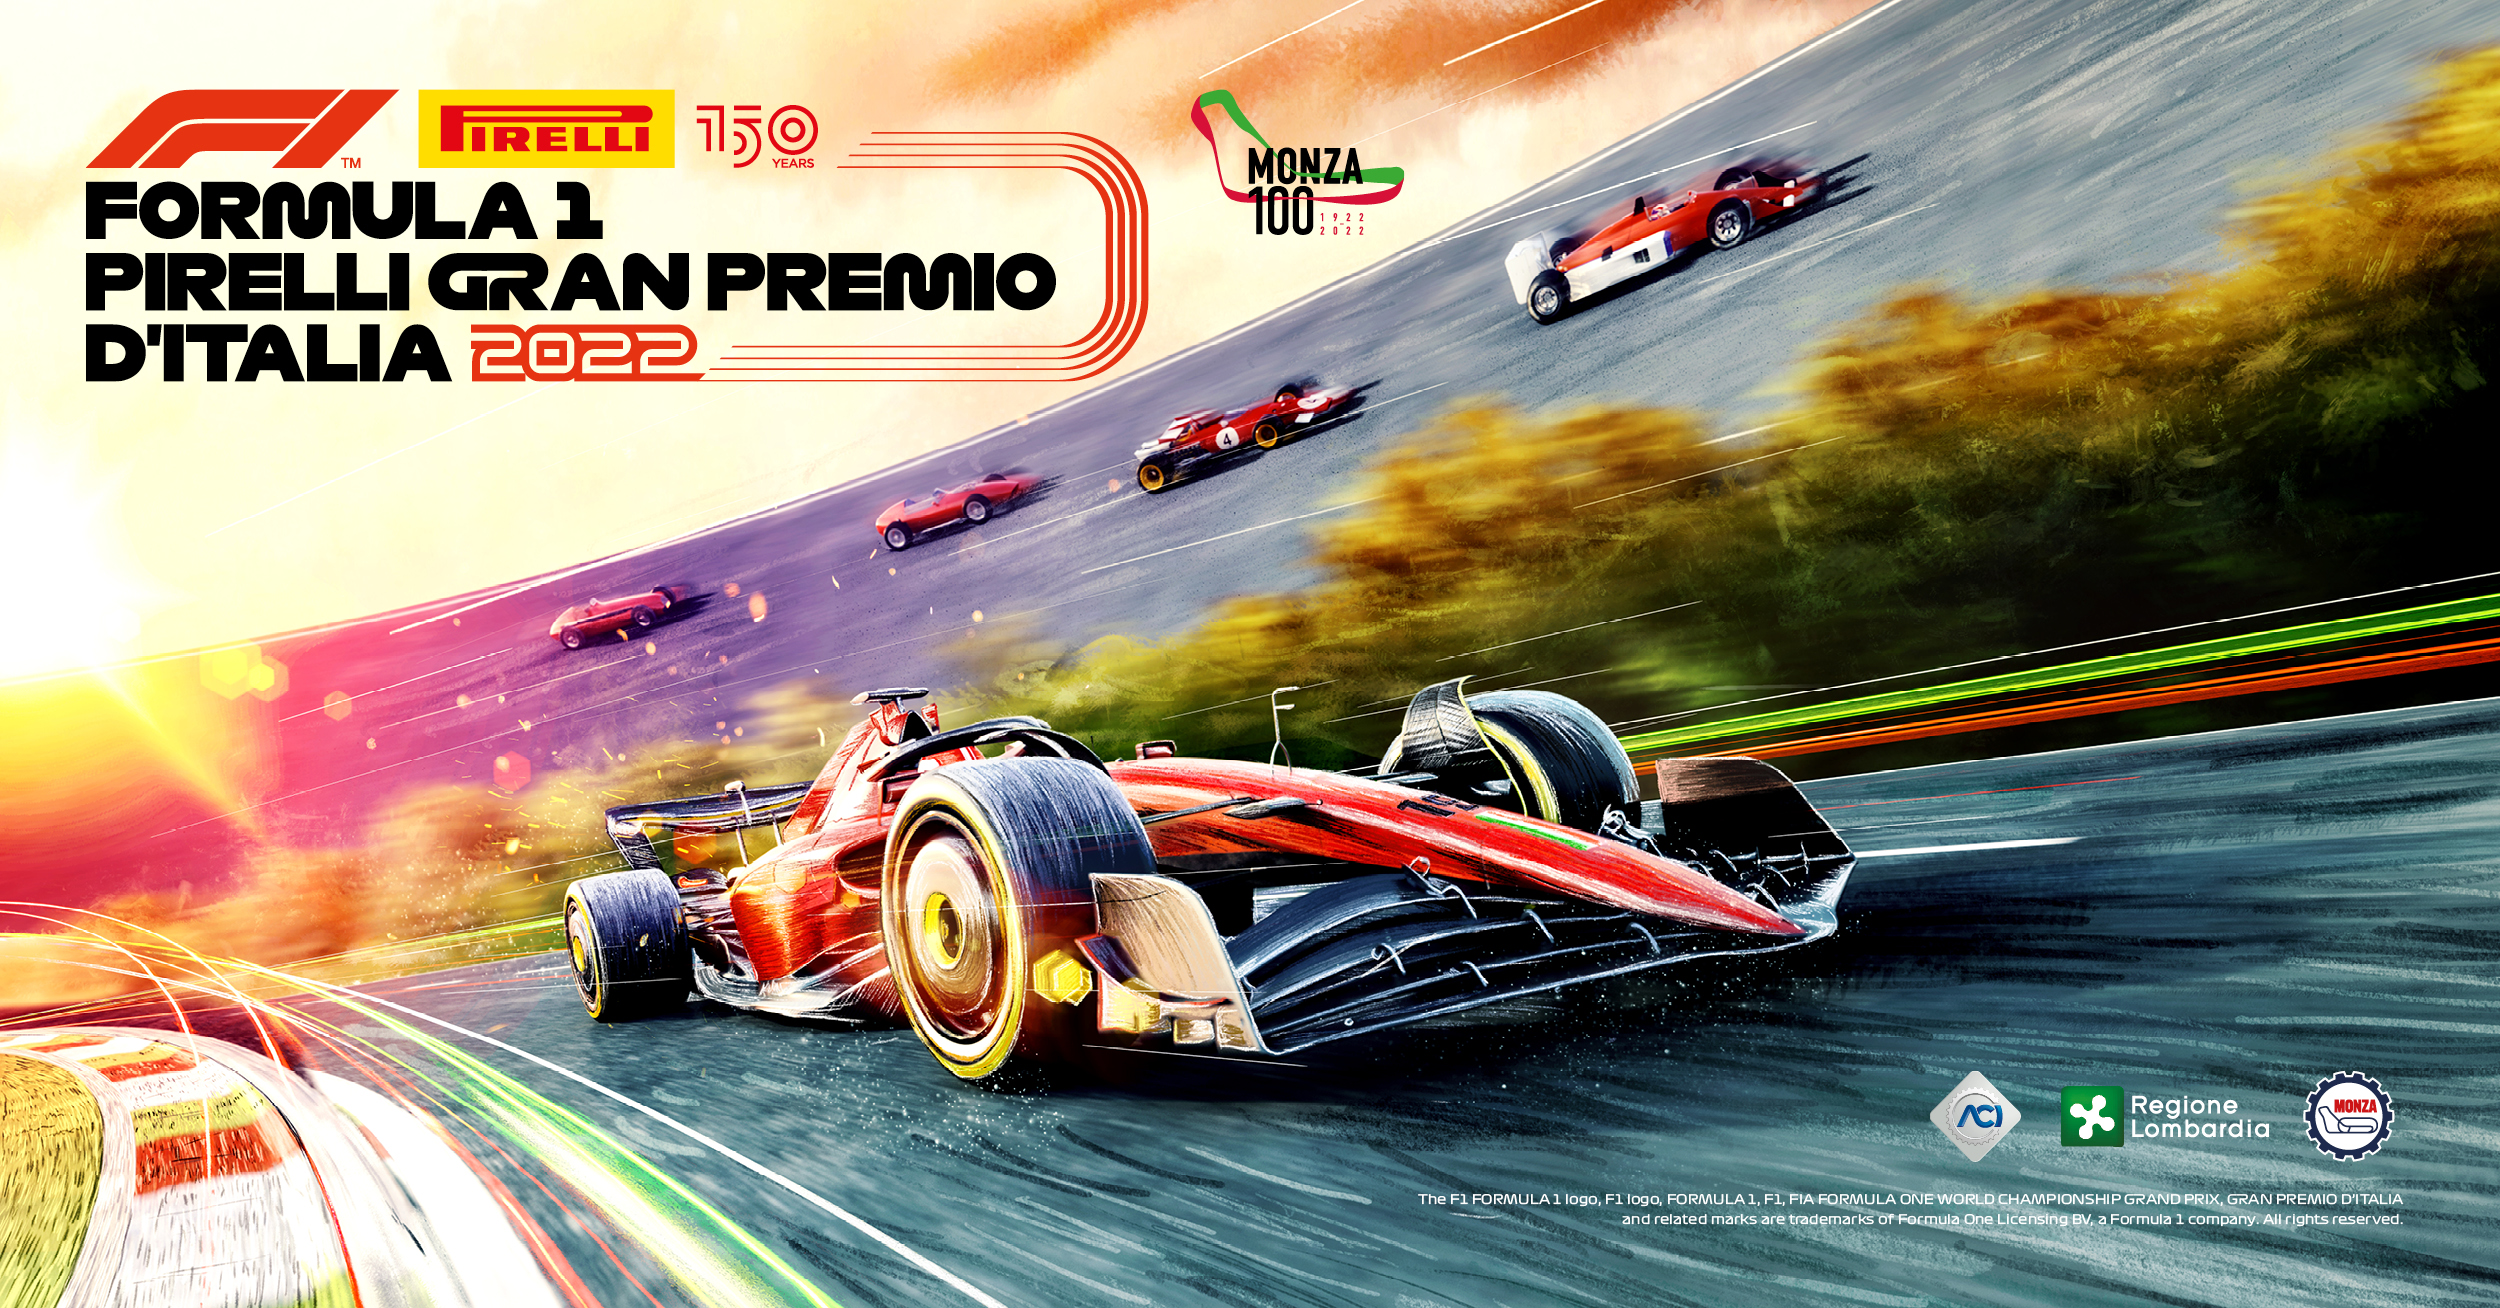 F1 TM PIRELLI 150 YEARS
FORMULA 1
PIRELLI GRAN PREMIO
D'ITALIA 2022
MONZA
100 19_22
2022
F
4
ACI
Regione
Lombardia
MONZA
The F1 FORMULA 1 logo, F1 logo, FORMULA 1, F1, FIA FORMULA ONE WORLD CHAMPIONSHIP GRAND PRIX, GRAN PREMIO D'ITALIA
and related marks are trademarks of Formula One Licensing BV, a Formula 1 company. All rights reserved.